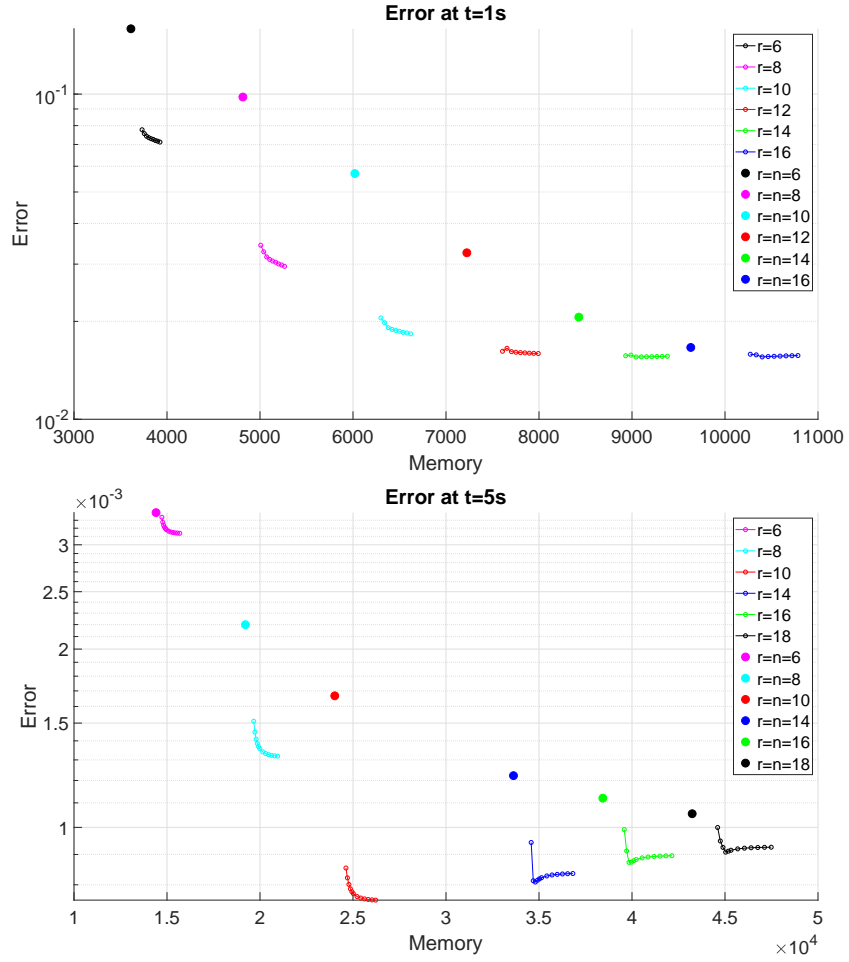 Error at t=1s
10^-1
10^-2
Error
3000 4000 5000 6000 7000 8000 9000 10000 11000
Memory
r=6
r=8
r=10
r=12
r=14
r=16
r=n=6
r=n=8
r=n=10
r=n=12
r=n=14
r=n=16
×10^-3
Error at t=5s
3
2.5
2
1.5
1
Error
1 1.5 2 2.5 3 3.5 4 4.5 5
Memory
×10^4
r=6
r=8
r=10
r=14
r=16
r=18
r=n=6
r=n=8
r=n=10
r=n=14
r=n=16
r=n=18